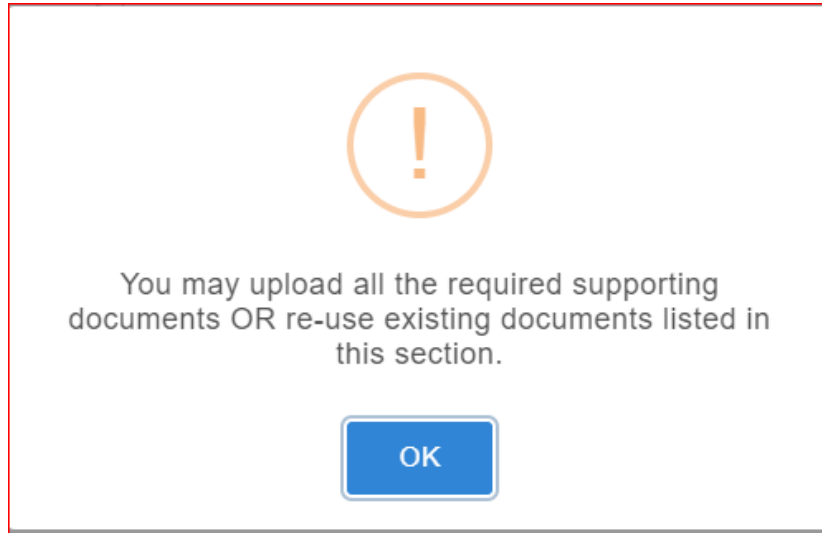 !
You may upload all the required supporting
documents OR re-use existing documents listed in
this section.
OK